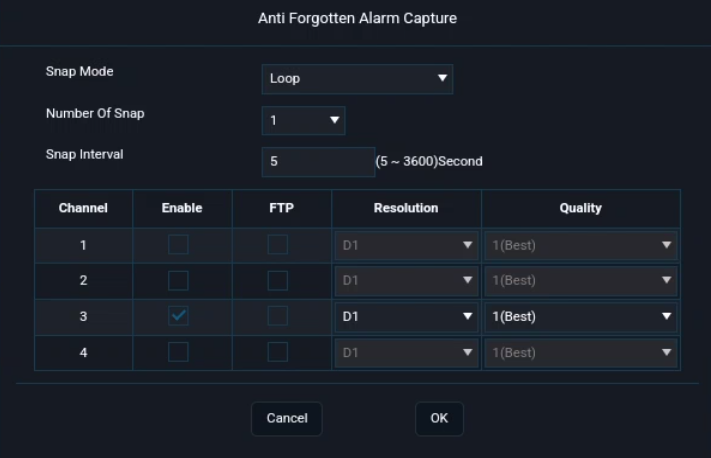 Anti Forgotten Alarm Capture
Snap Mode Loop
Number Of Snap 1
Snap Interval 5 (5 ~ 3600)Second
Channel Enable FTP Resolution Quality
1 D1 1(Best)
2 D1 1(Best)
3 D1 1(Best)
4 D1 1(Best)
Cancel OK